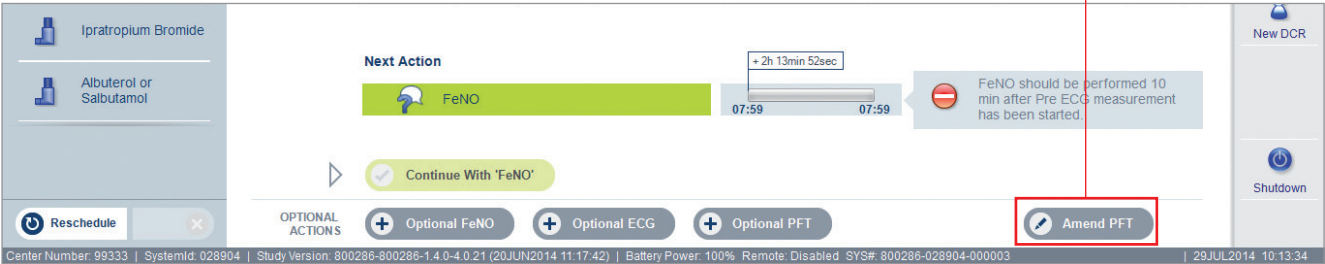 Ipratropium Bromide
Albuterol or
Salbutamol
Reschedule
Next Action
FeNO
+ 2h 13min 52sec
07:59
07:59
FeNO should be performed 10
min after Pre ECG measurement
has been started.
Continue With 'FeNO'
OPTIONAL
ACTIONS
Optional FeNO
Optional ECG
Optional PFT
Amend PFT
New DCR
Shutdown
Center Number: 99333 | SystemId: 028904 | Study Version: 800286-800286-1.4.0-4.0.21 (20JUN2014 11:17:42) | Battery Power: 100% Remote: Disabled SYS#: 800286-028904-000003 | 29JUL2014 10:13:34